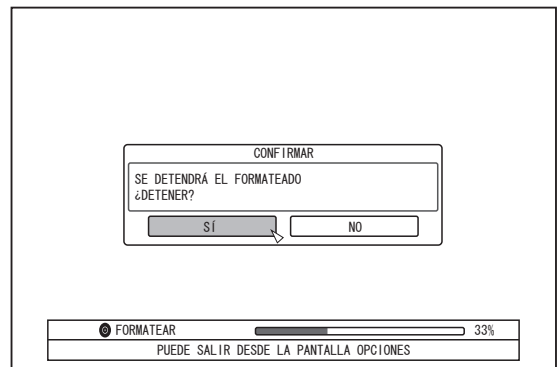 CONFIRMAR
SE DETENDRÁ EL FORMATEADO
¿DETENER?
SÍ NO
FORMATEAR 33%
PUEDE SALIR DESDE LA PANTALLA OPCIONES